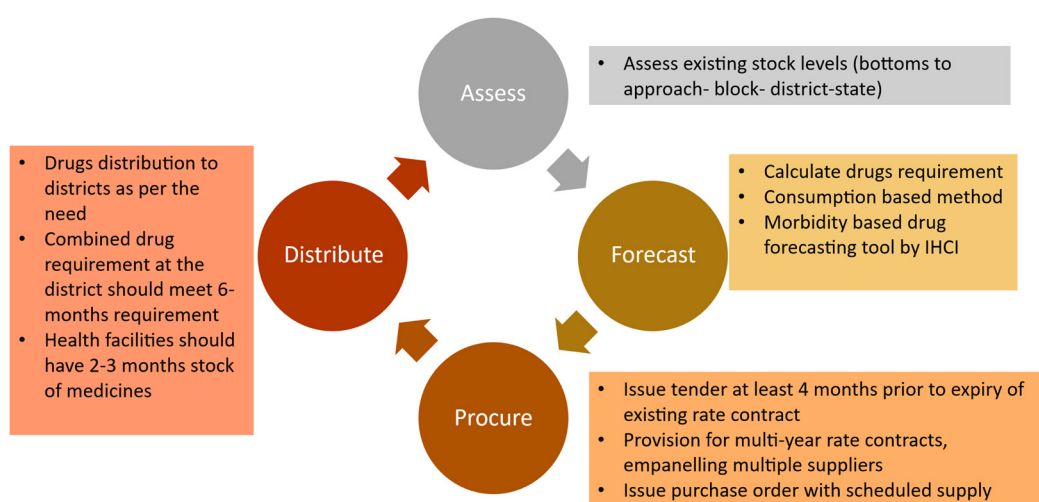 Assess
• Assess existing stock levels (bottoms to
approach- block- district-state)
Forecast
• Calculate drugs requirement
• Consumption based method
• Morbidity based drug
forecasting tool by IHCI
Procure
• Issue tender at least 4 months prior to expiry of
existing rate contract
• Provision for multi-year rate contracts,
empanelling multiple suppliers
• Issue purchase order with scheduled supply
Distribute
• Drugs distribution to
districts as per the
need
• Combined drug
requirement at the
district should meet 6-
months requirement
• Health facilities should
have 2-3 months stock
of medicines